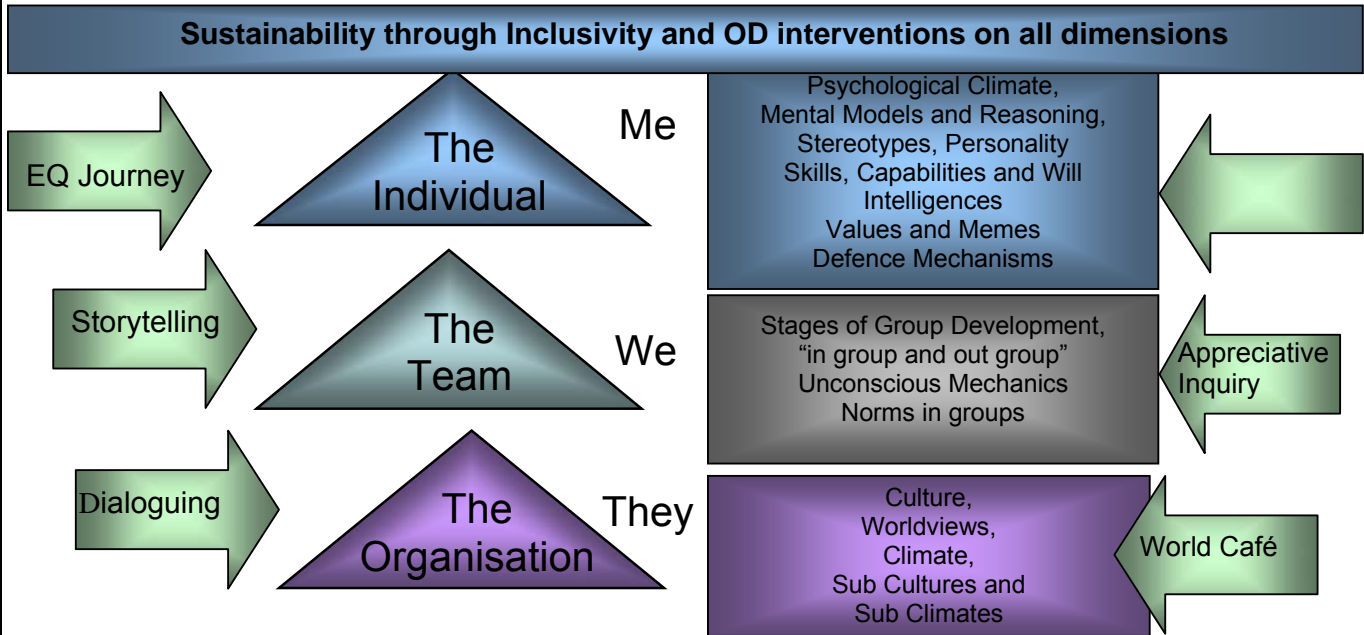 Sustainability through Inclusivity and OD interventions on all dimensions
EQ Journey
The
Individual
Me
Psychological Climate,
Mental Models and Reasoning,
Stereotypes, Personality
Skills, Capabilities and Will
Intelligences
Values and Memes
Defence Mechanisms
Storytelling
The
Team
We
Stages of Group Development,
“in group and out group”
Unconscious Mechanics
Norms in groups
Appreciative
Inquiry
Dialoguing
The
Organisation
They
Culture,
Worldviews,
Climate,
Sub Cultures and
Sub Climates
World Café